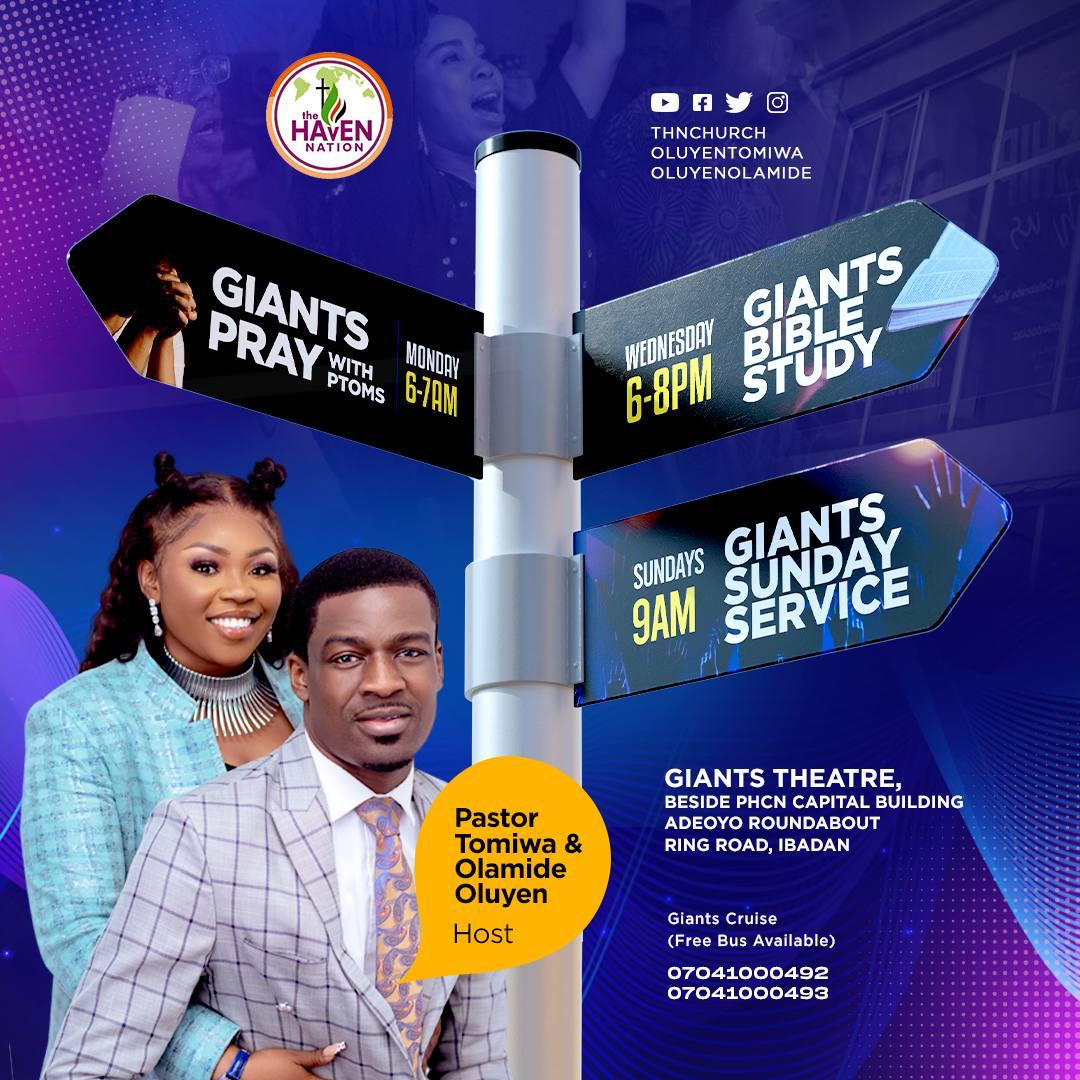 the
HAVEN
NATION
THNCHURCH
OLUYENTOMIWA
OLUYENOLAMIDE
GIANTS
PRAY WITH
PTOMS
MONDAY
6-7AM
WEDNESDAY
6-8PM
GIANTS
BIBLE
STUDY
SUNDAYS
9AM
GIANTS
SUNDAY
SERVICE
Pastor
Tomiwa &
Olamide
Oluyen
Host
GIANTS THEATRE,
BESIDE PHCN CAPITAL BUILDING
ADEOYO ROUNDABOUT
RING ROAD, IBADAN
Giants Cruise
(Free Bus Available)
07041000492
07041000493